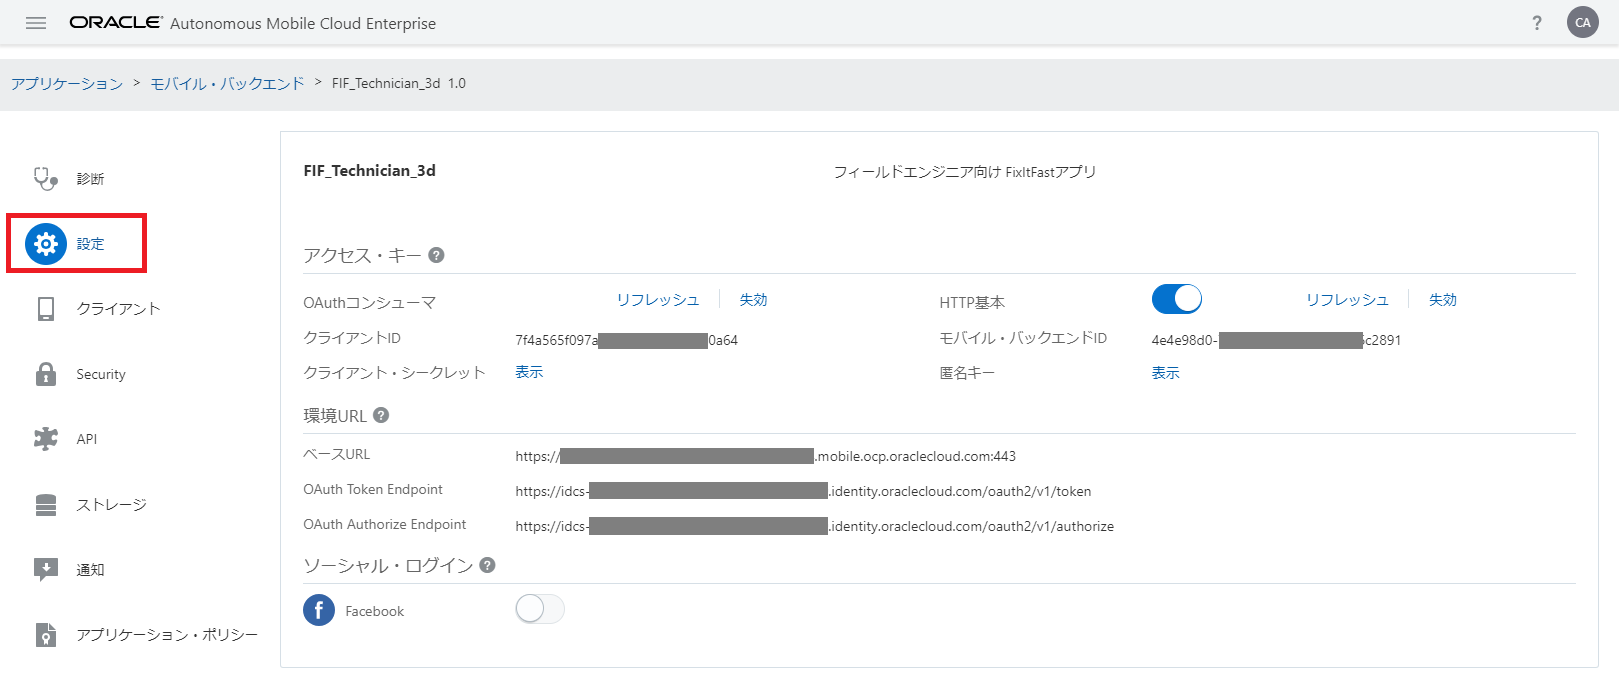 ORACLE Autonomous Mobile Cloud Enterprise ? CA
アプリケーション > モバイル・バックエンド > FIF_Technician_3d 1.0
診断
設定
クライアント
Security
API
ストレージ
通知
アプリケーション・ポリシー
FIF_Technician_3d フィールドエンジニア向け FixItFastアプリ
アクセス・キー ?
OAuthコンシューマ リフレッシュ 失効 HTTP基本 リフレッシュ 失効
クライアントID 7f4a565f097a 0a64 モバイル・バックエンドID 4e4e98d0- c2891
クライアント・シークレット 表示 匿名キー 表示
環境URL ?
ベースURL https:// .mobile.ocp.oraclecloud.com:443
OAuth Token Endpoint https://idcs- .identity.oraclecloud.com/oauth2/v1/token
OAuth Authorize Endpoint https://idcs- .identity.oraclecloud.com/oauth2/v1/authorize
ソーシャル・ログイン ?
f Facebook